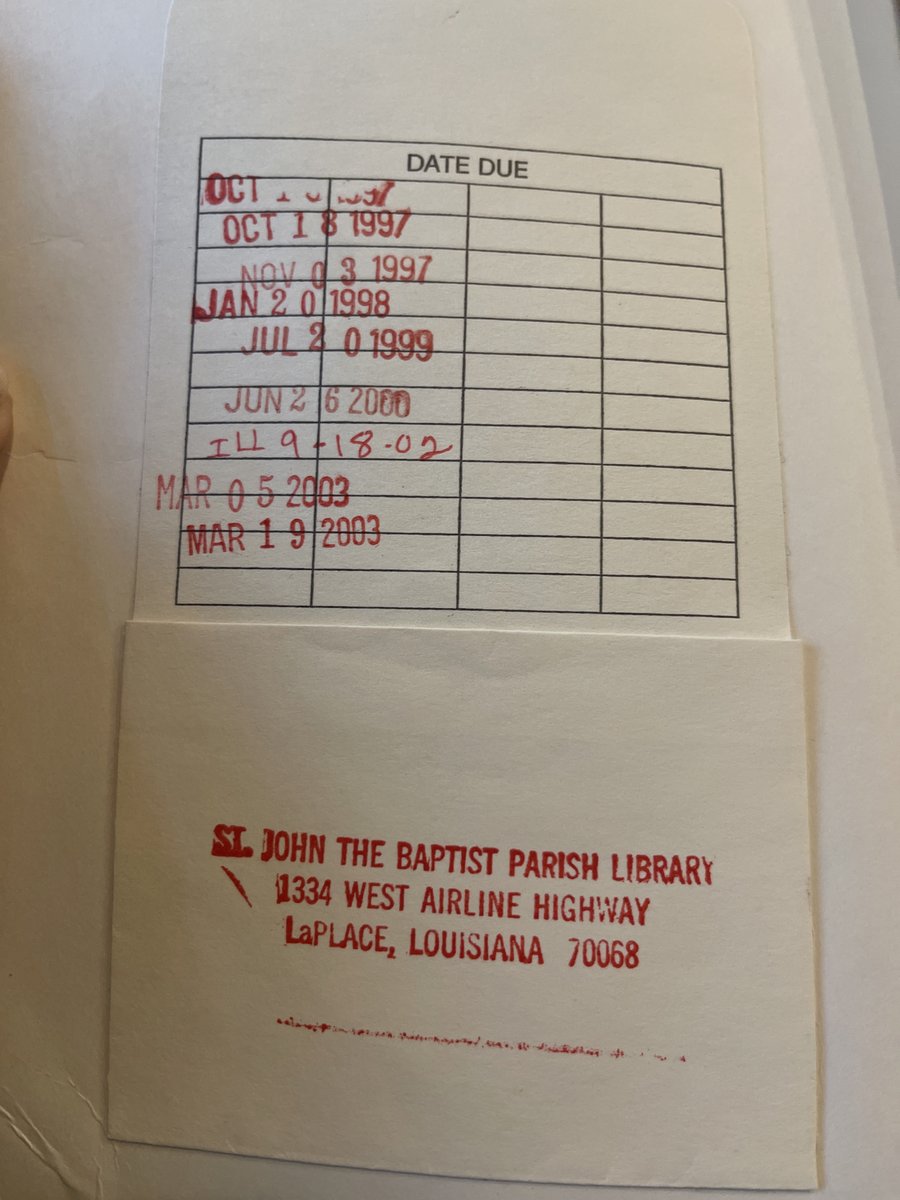 DATE DUE
OCT
OCT 18 1997
NOV 03 1997
JAN 20 1998
JUL 20 1999
JUN 26 2000
ILL 9-18-02
MAR 05 2003
MAR 19 2003
ST. JOHN THE BAPTIST PARISH LIBRARY
1334 WEST AIRLINE HIGHWAY
LaPLACE, LOUISIANA 70068